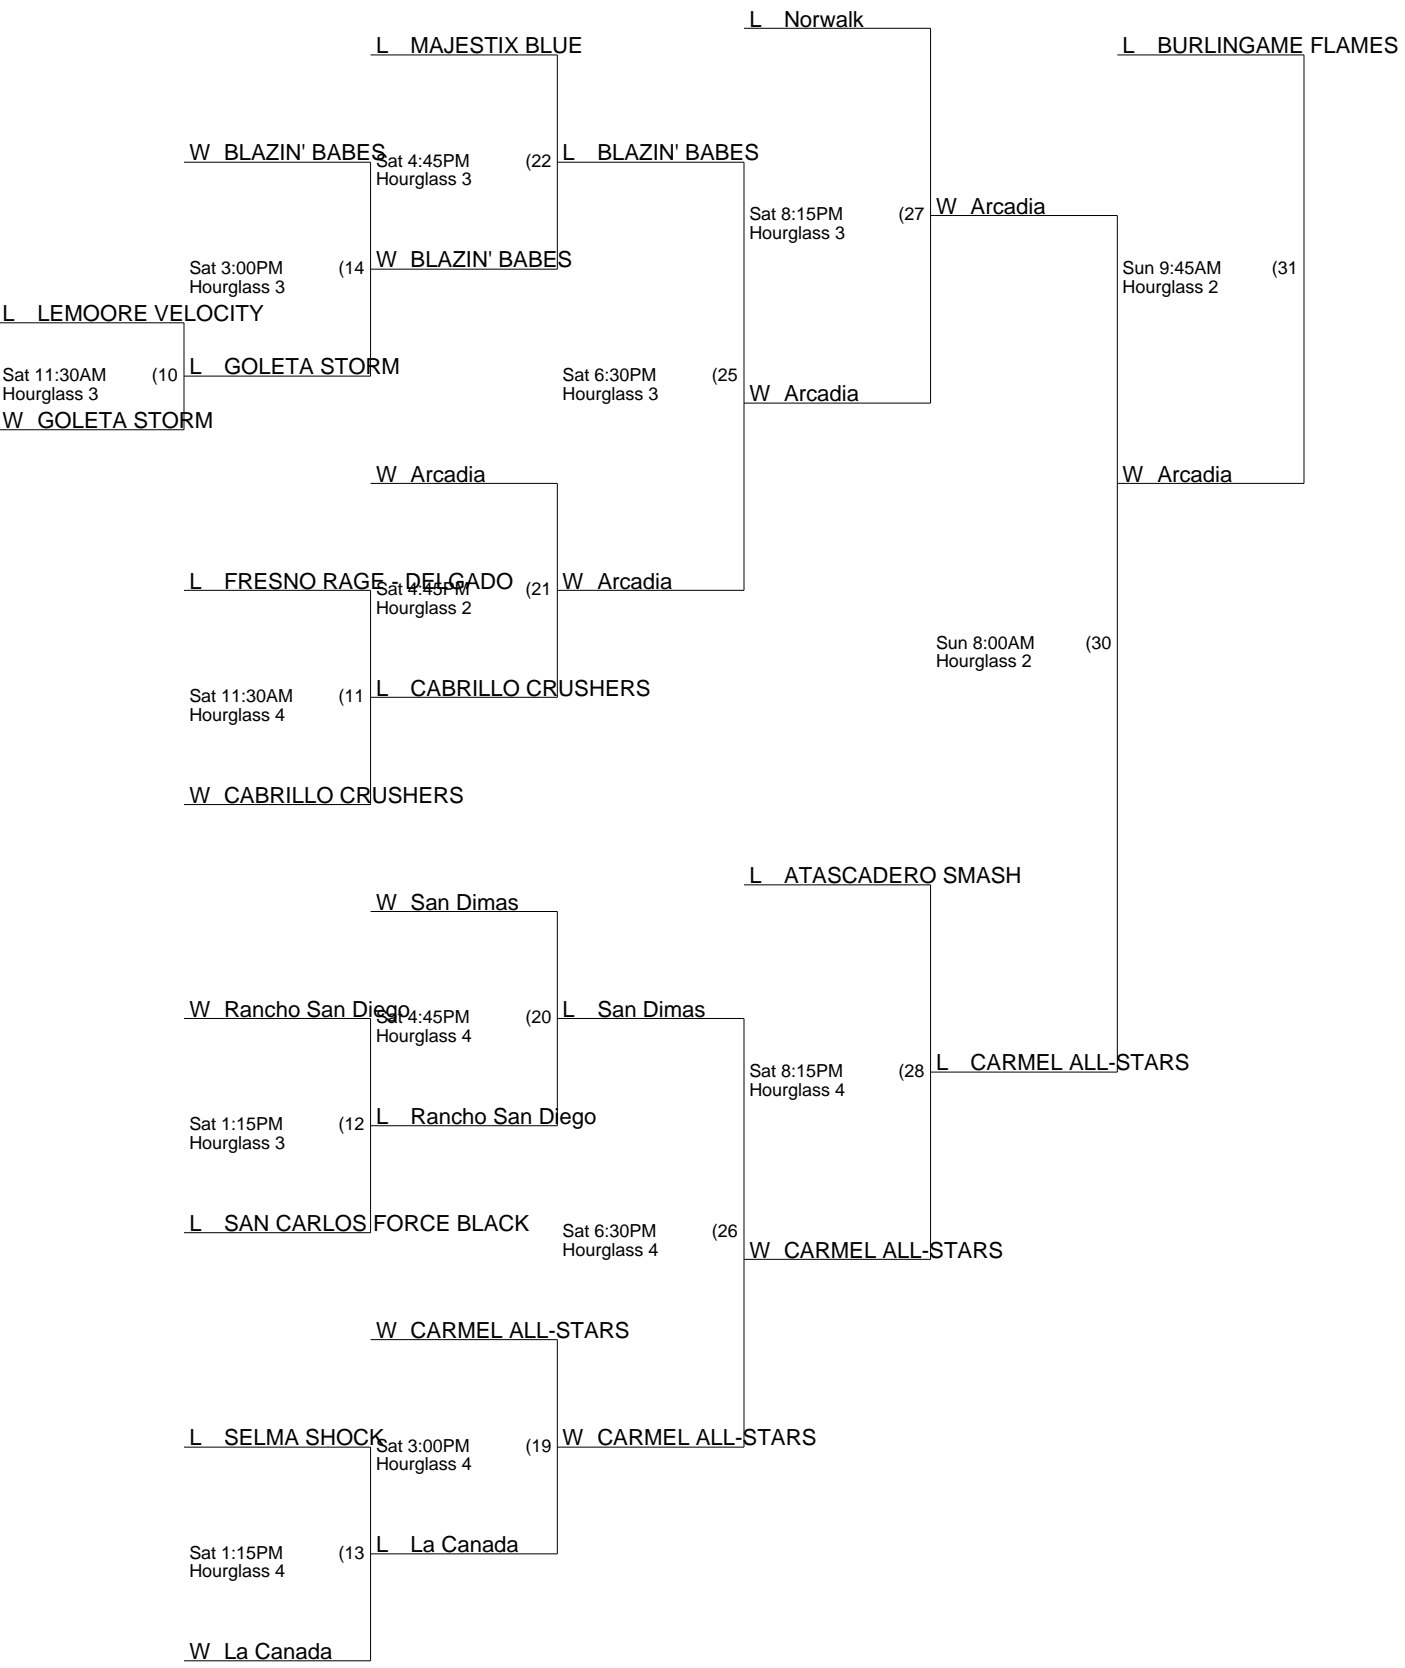 L Norwalk
L MAJESTIX BLUE
L BURLINGAME FLAMES
W BLAZIN' BABES
Sat 4:45PM (22
Hourglass 3
L BLAZIN' BABES
Sat 8:15PM (27
Hourglass 3
W Arcadia
W BLAZIN' BABES
Sat 3:00PM (14
Hourglass 3
Sun 9:45AM (31
Hourglass 2
L LEMOORE VELOCITY
Sat 11:30AM (10
Hourglass 3
L GOLETA STORM
Sat 6:30PM (25
Hourglass 3
W Arcadia
W GOLETA STORM
W Arcadia
W Arcadia
L FRESNO RAGE - DELGADO
Sat 4:45PM (21
Hourglass 2
W Arcadia
Sun 8:00AM (30
Hourglass 2
Sat 11:30AM (11
Hourglass 4
L CABRILLO CRUSHERS
W CABRILLO CRUSHERS
L ATASCADERO SMASH
W San Dimas
W Rancho San Diego
Sat 4:45PM (20
Hourglass 4
L San Dimas
Sat 8:15PM (28
Hourglass 4
L CARMEL ALL-STARS
Sat 1:15PM (12
Hourglass 3
L Rancho San Diego
L SAN CARLOS FORCE BLACK
Sat 6:30PM (26
Hourglass 4
W CARMEL ALL-STARS
W CARMEL ALL-STARS
L SELMA SHOCK
Sat 3:00PM (19
Hourglass 4
W CARMEL ALL-STARS
Sat 1:15PM (13
Hourglass 4
L La Canada
W La Canada